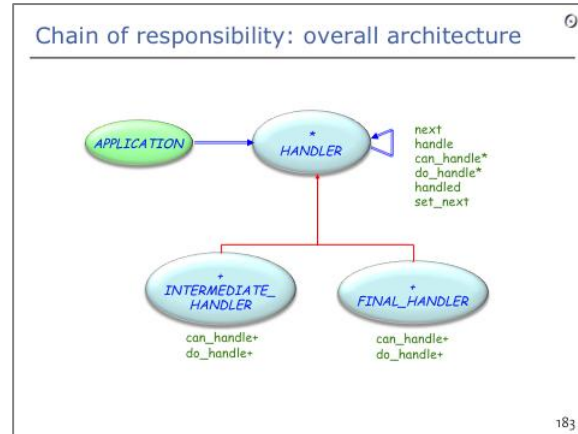 Chain of responsibility: overall architecture
APPLICATION
*
HANDLER
next
handle
can_handle*
do_handle*
handled
set_next
+
INTERMEDIATE_
HANDLER
can_handle+
do_handle+
+
FINAL_HANDLER
can_handle+
do_handle+
183